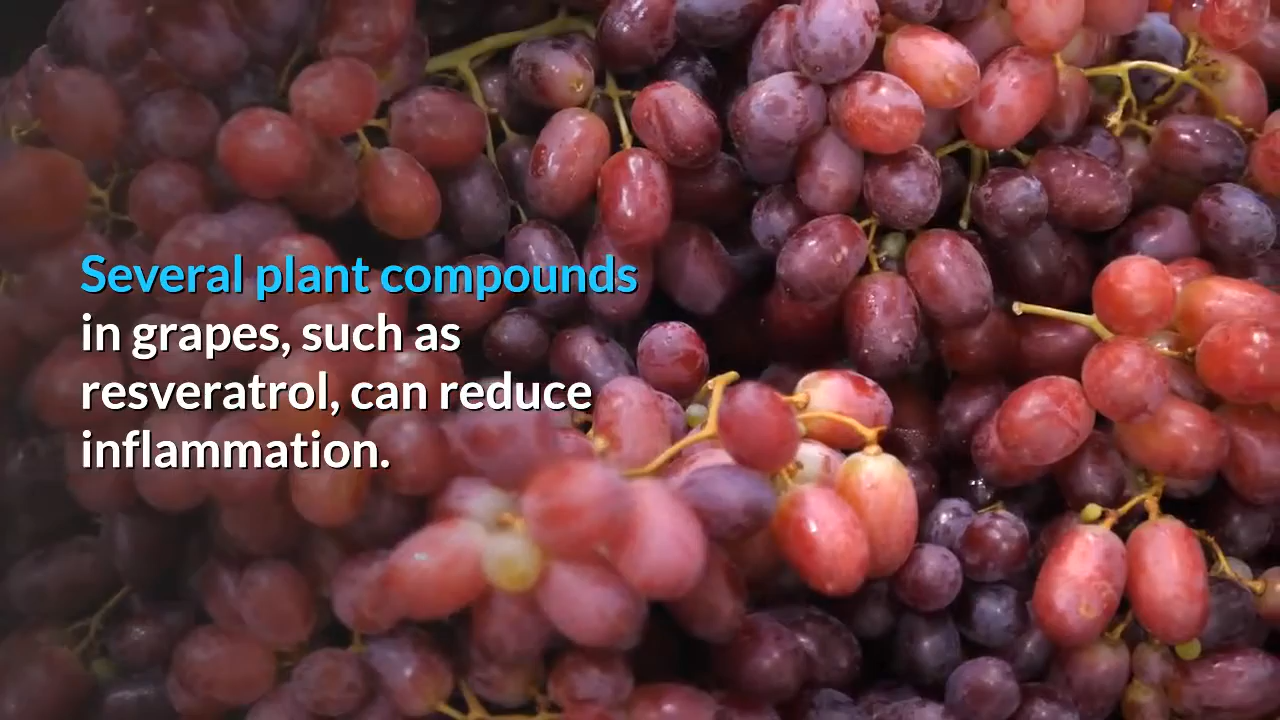 Several plant compounds
in grapes, such as
resveratrol, can reduce
inflammation.